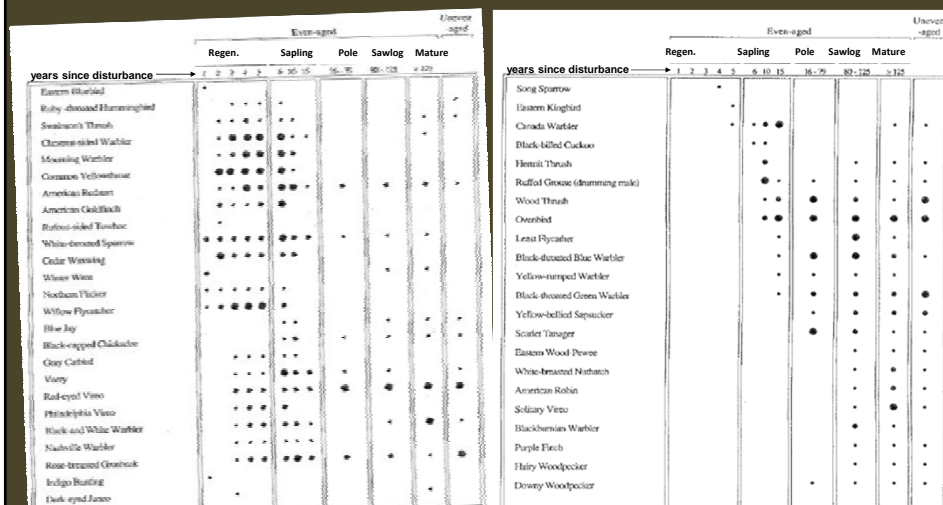 Uneven
-aged
Even-aged
Regen. Sapling Pole Sawlog Mature
years since disturbance
1 2 3 4 5 6 10 15 80 - 125
Eastern Bluebird
Ruby-throated Hummingbird
Swainson's Thrush
Chestnut-sided Warbler
Mourning Warbler
Common Yellowthroat
American Redstart
American Goldfinch
Rufous-sided Towhee
White-throated Sparrow
Cedar Waxwing
Winter Wren
Northern Flicker
Willow Flycatcher
Blue Jay
Black-capped Chickadee
Gray Catbird
Veery
Red-eyed Vireo
Philadelphia Vireo
Black and White Warbler
Nashville Warbler
Rose-breasted Grosbeak
Indigo Bunting
Dark-eyed Junco
Uneven
-aged
Even-aged
Regen. Sapling Pole Sawlog Mature
years since disturbance
1 2 3 4 5 6 10 15 16 - 79 80 - 125 ≥ 125
Song Sparrow
Eastern Kingbird
Canada Warbler
Black-billed Cuckoo
Hermit Thrush
Ruffed Grouse (drumming male)
Wood Thrush
Ovenbird
Least Flycatcher
Black-throated Blue Warbler
Yellow-rumped Warbler
Black-throated Green Warbler
Yellow-bellied Sapsucker
Scarlet Tanager
Eastern Wood Pewee
White-breasted Nuthatch
American Robin
Solitary Vireo
Blackburnian Warbler
Purple Finch
Hairy Woodpecker
Downy Woodpecker